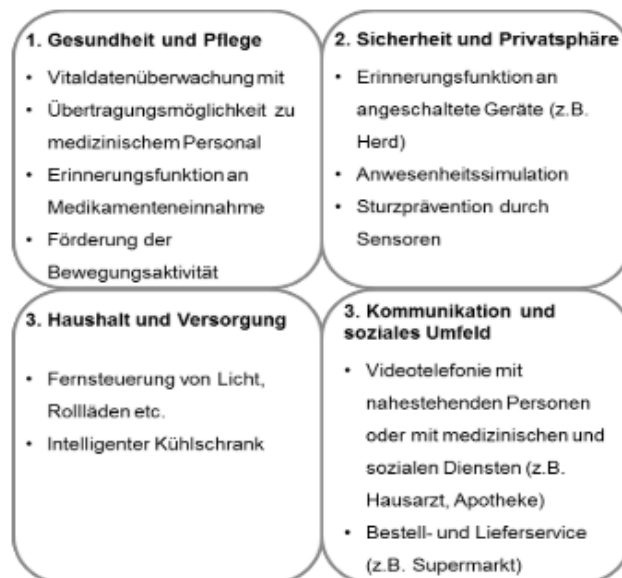 1. Gesundheit und Pflege
• Vitaldatenüberwachung mit
• Übertragungsmöglichkeit zu
medizinischem Personal
• Erinnerungsfunktion an
Medikamenteneinnahme
• Förderung der
Bewegungsaktivität
2. Sicherheit und Privatsphäre
• Erinnerungsfunktion an
angeschaltete Geräte (z.B.
Herd)
• Anwesenheitssimulation
• Sturzprävention durch
Sensoren
3. Haushalt und Versorgung
• Fernsteuerung von Licht,
Rollläden etc.
• Intelligenter Kühlschrank
3. Kommunikation und
soziales Umfeld
• Videotelefonie mit
nahestehenden Personen
oder mit medizinischen und
sozialen Diensten (z.B.
Hausarzt, Apotheke)
• Bestell- und Lieferservice
(z.B. Supermarkt)